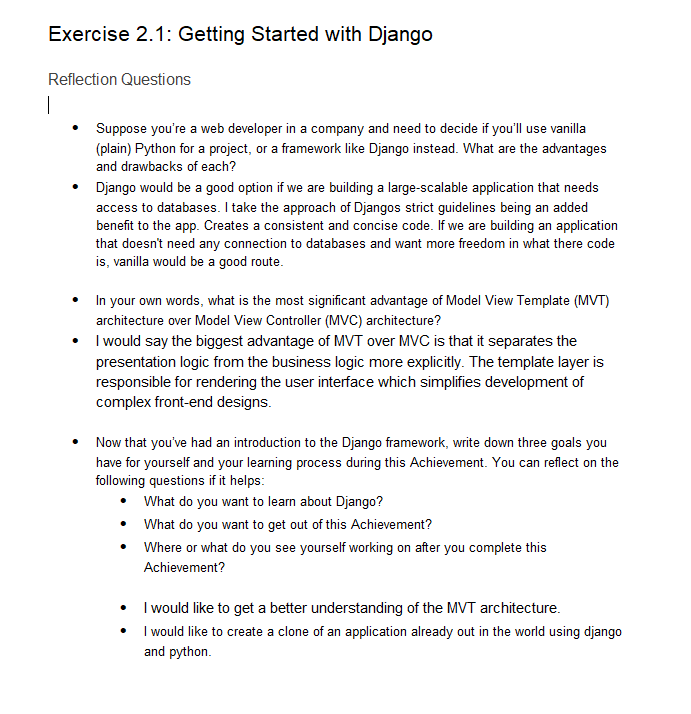 Exercise 2.1: Getting Started with Django
Reflection Questions
• Suppose you're a web developer in a company and need to decide if you'll use vanilla
(plain) Python for a project, or a framework like Django instead. What are the advantages
and drawbacks of each?
• Django would be a good option if we are building a large-scalable application that needs
access to databases. I take the approach of Djangos strict guidelines being an added
benefit to the app. Creates a consistent and concise code. If we are building an application
that doesn't need any connection to databases and want more freedom in what there code
is, vanilla would be a good route.
• In your own words, what is the most significant advantage of Model View Template (MVT)
architecture over Model View Controller (MVC) architecture?
• I would say the biggest advantage of MVT over MVC is that it separates the
presentation logic from the business logic more explicitly. The template layer is
responsible for rendering the user interface which simplifies development of
complex front-end designs.
• Now that you've had an introduction to the Django framework, write down three goals you
have for yourself and your learning process during this Achievement. You can reflect on the
following questions if it helps:
• What do you want to learn about Django?
• What do you want to get out of this Achievement?
• Where or what do you see yourself working on after you complete this
Achievement?
• I would like to get a better understanding of the MVT architecture.
• I would like to create a clone of an application already out in the world using django
and python.